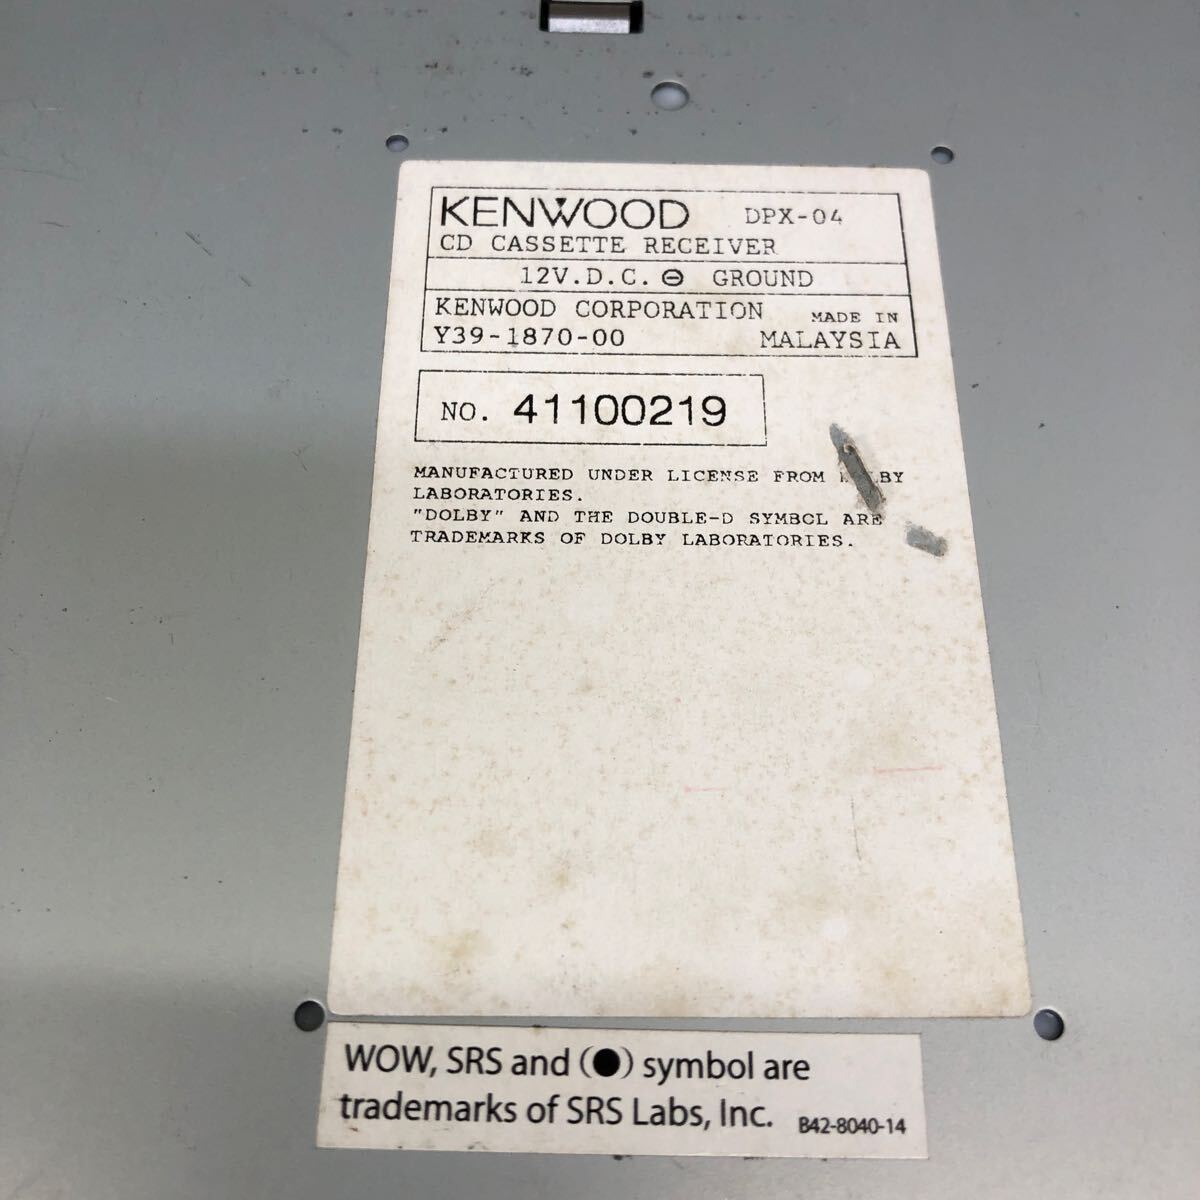 KENWOOD DPX-04
CD CASSETTE RECEIVER
12V.D.C. ⊖ GROUND
KENWOOD CORPORATION MADE IN
Y39-1870-00 MALAYSIA
NO. 41100219
MANUFACTURED UNDER LICENSE FROM
LABORATORIES.
"DOLBY" AND THE DOUBLE-D SYMBOL ARE
TRADEMARKS OF DOLBY LABORATORIES.
WOW, SRS and (●) symbol are
trademarks of SRS Labs, Inc. B42-8040-14